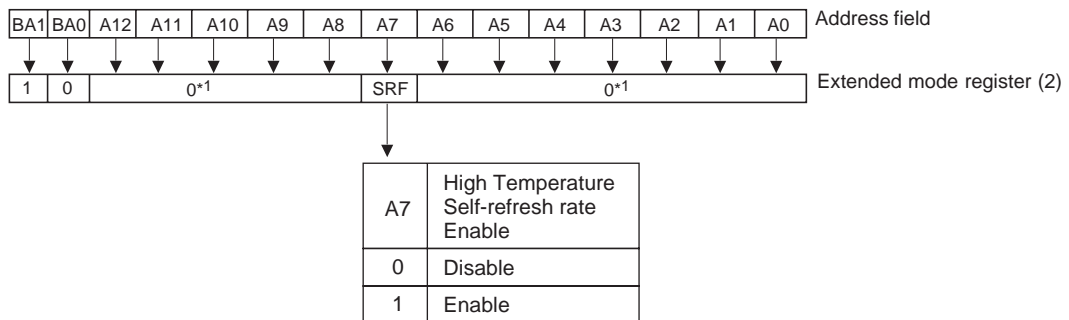 BA1 BA0 A12 A11 A10 A9 A8 A7 A6 A5 A4 A3 A2 A1 A0 Address field
1 0 0*1 SRF 0*1 Extended mode register (2)
A7 High Temperature
Self-refresh rate
Enable
0 Disable
1 Enable